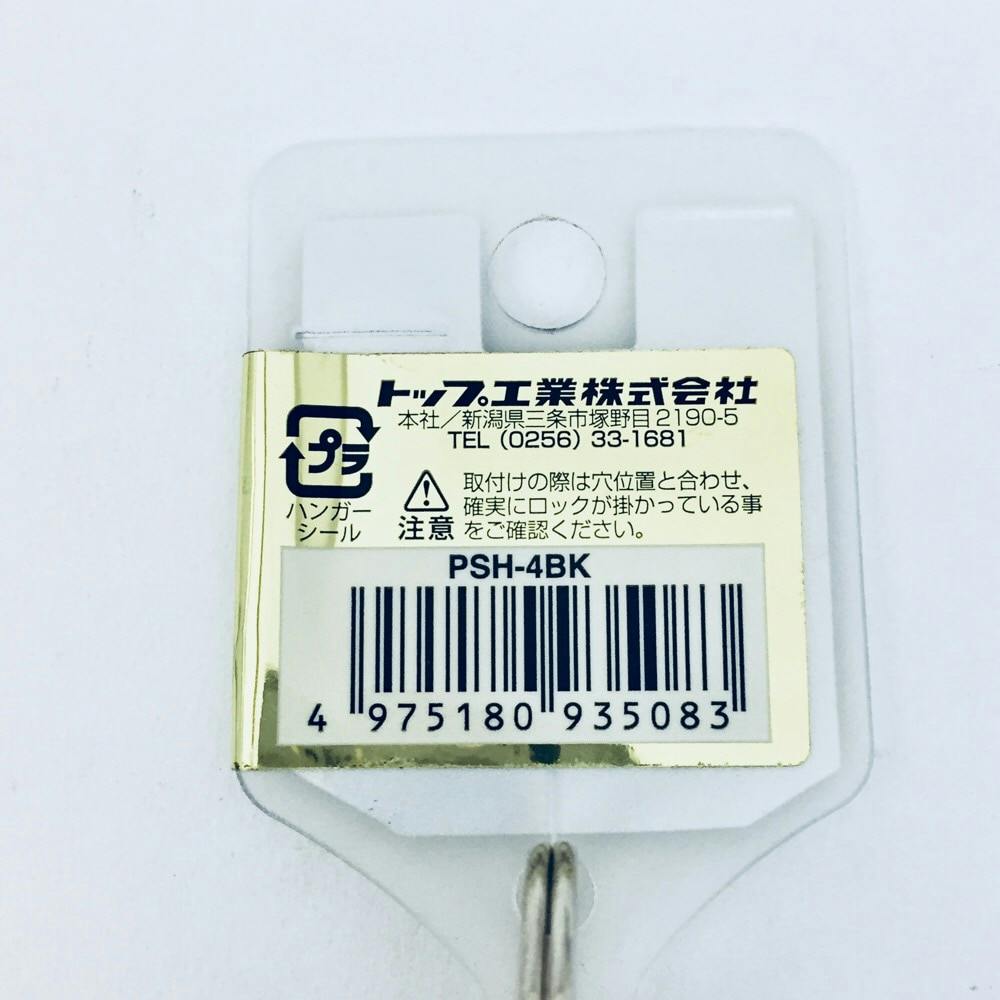 トップ工業株式会社
本社／新潟県三条市塚野目2190-5
TEL（0256）33-1681
プラ
ハンガー
シール
注意
取付けの際は穴位置と合わせ、
確実にロックが掛かっている事
をご確認ください。
PSH-4BK
4 975180 935083